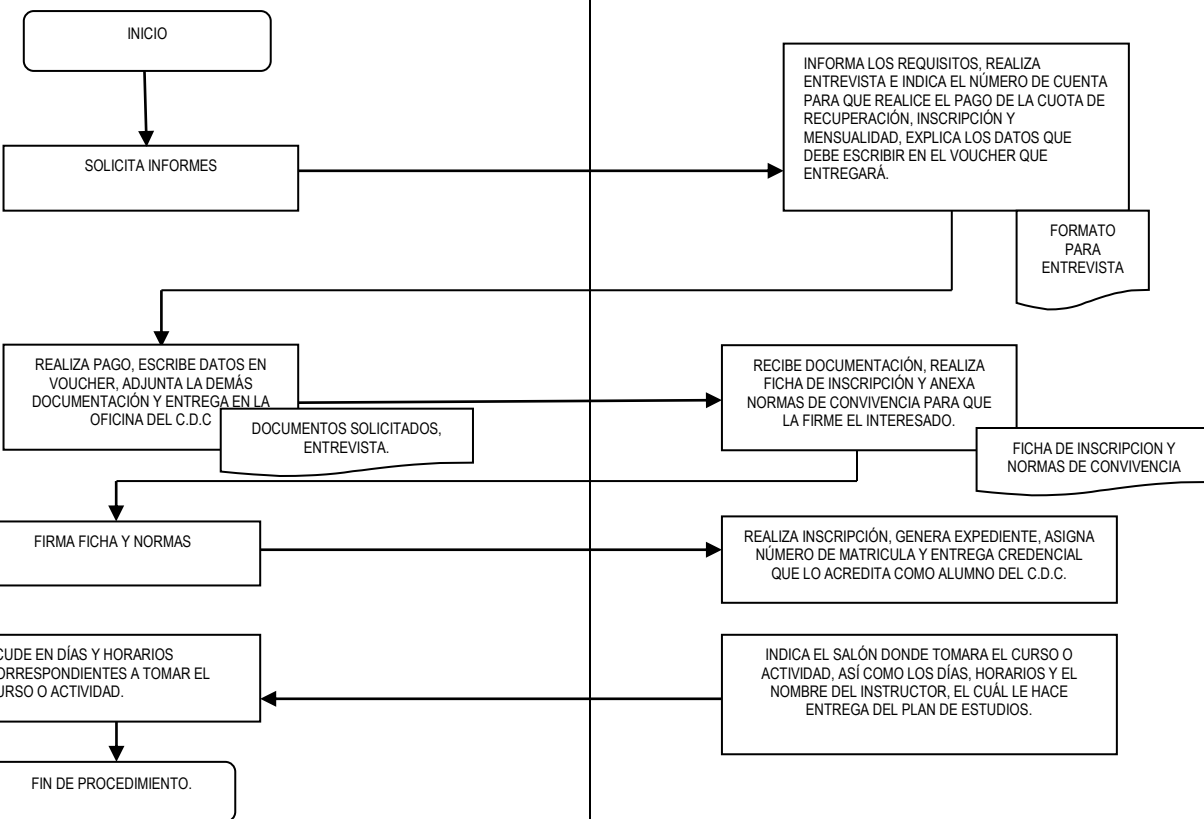 INICIO
INFORMA LOS REQUISITOS, REALIZA
ENTREVISTA E INDICA EL NÚMERO DE CUENTA
PARA QUE REALICE EL PAGO DE LA CUOTA DE
RECUPERACIÓN, INSCRIPCIÓN Y
MENSUALIDAD, EXPLICA LOS DATOS QUE
DEBE ESCRIBIR EN EL VOUCHER QUE
ENTREGARÁ.
SOLICITA INFORMES
FORMATO
PARA
ENTREVISTA
REALIZA PAGO, ESCRIBE DATOS EN
VOUCHER, ADJUNTA LA DEMÁS
DOCUMENTACIÓN Y ENTREGA EN LA
OFICINA DEL C.D.C
DOCUMENTOS SOLICITADOS,
ENTREVISTA.
RECIBE DOCUMENTACIÓN, REALIZA
FICHA DE INSCRIPCIÓN Y ANEXA
NORMAS DE CONVIVENCIA PARA QUE
LA FIRME EL INTERESADO.
FICHA DE INSCRIPCION Y
NORMAS DE CONVIVENCIA
FIRMA FICHA Y NORMAS
REALIZA INSCRIPCIÓN, GENERA EXPEDIENTE, ASIGNA
NÚMERO DE MATRICULA Y ENTREGA CREDENCIAL
QUE LO ACREDITA COMO ALUMNO DEL C.D.C.
CUDE EN DÍAS Y HORARIOS
ORRESPONDIENTES A TOMAR EL
URSO O ACTIVIDAD.
INDICA EL SALÓN DONDE TOMARA EL CURSO O
ACTIVIDAD, ASÍ COMO LOS DÍAS, HORARIOS Y EL
NOMBRE DEL INSTRUCTOR, EL CUÁL LE HACE
ENTREGA DEL PLAN DE ESTUDIOS.
FIN DE PROCEDIMIENTO.